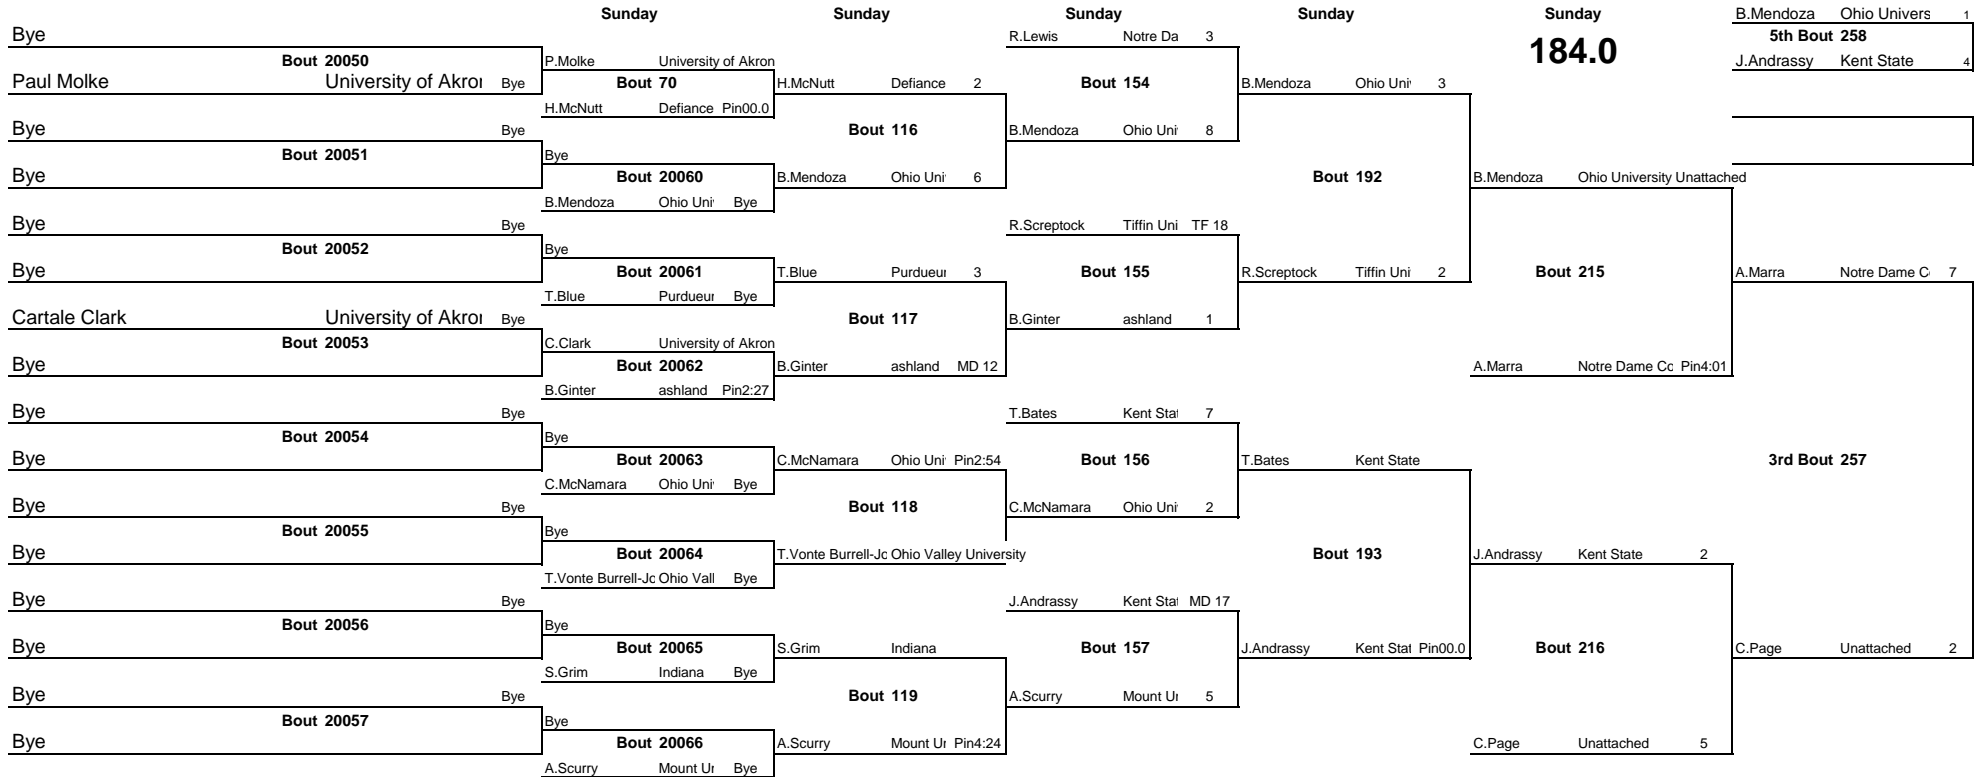 Sunday Sunday Sunday Sunday Sunday B.Mendoza Ohio Univers 1
Bye R.Lewis Notre Da 3 184.0 5th Bout 258
Bout 20050 P.Molke University of Akron J.Andrassy Kent State 4
Paul Molke University of Akror Bye Bout 70 H.McNutt Defiance 2 Bout 154 B.Mendoza Ohio Uni 3
H.McNutt Defiance Pin00.0
Bye Bye Bout 116 B.Mendoza Ohio Uni 8
Bout 20051 Bye
Bye Bout 20060 B.Mendoza Ohio Uni 6 Bout 192 B.Mendoza Ohio University Unattached
B.Mendoza Ohio Uni Bye
Bye Bye R.Screptock Tiffin Uni TF 18
Bout 20052 Bye
Bye Bout 20061 T.Blue Purdueur 3 Bout 155 R.Screptock Tiffin Uni 2 Bout 215 A.Marra Notre Dame C 7
T.Blue Purdueur Bye
Cartale Clark University of Akror Bye Bout 117 B.Ginter ashland 1
Bout 20053 C.Clark University of Akron
Bye Bout 20062 B.Ginter ashland MD 12 A.Marra Notre Dame Cc Pin4:01
B.Ginter ashland Pin2:27
Bye Bye T.Bates Kent Stat 7
Bout 20054 Bye
Bye Bout 20063 C.McNamara Ohio Uni Pin2:54 Bout 156 T.Bates Kent State 3rd Bout 257
C.McNamara Ohio Uni Bye
Bye Bye Bout 118 C.McNamara Ohio Uni 2
Bout 20055 Bye
Bye Bout 20064 T.Vonte Burrell-Jc Ohio Valley University Bout 193 J.Andrassy Kent State 2
T.Vonte Burrell-Jc Ohio Vall Bye
Bye Bye J.Andrassy Kent Stat MD 17
Bout 20056 Bye
Bye Bout 20065 S.Grim Indiana Bout 157 J.Andrassy Kent Stat Pin00.0 Bout 216 C.Page Unattached 2
S.Grim Indiana Bye
Bye Bye Bout 119 A.Scurry Mount Ur 5
Bout 20057 Bye
Bye Bout 20066 A.Scurry Mount Ur Pin4:24 C.Page Unattached 5
A.Scurry Mount Ur Bye